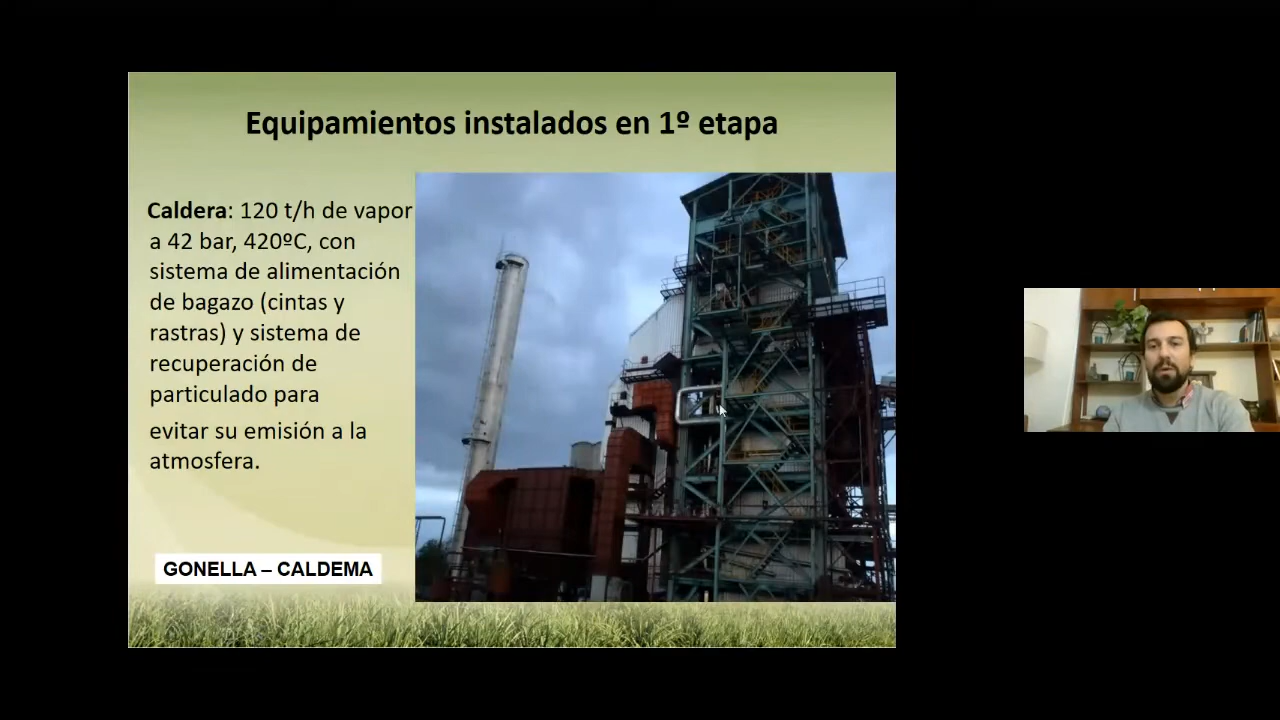 Equipamientos instalados en 1º etapa
Caldera: 120 t/h de vapor
a 42 bar, 420ºC, con
sistema de alimentación
de bagazo (cintas y
rastras) y sistema de
recuperación de
particulado para
evitar su emisión a la
atmosfera.
GONELLA – CALDEMA